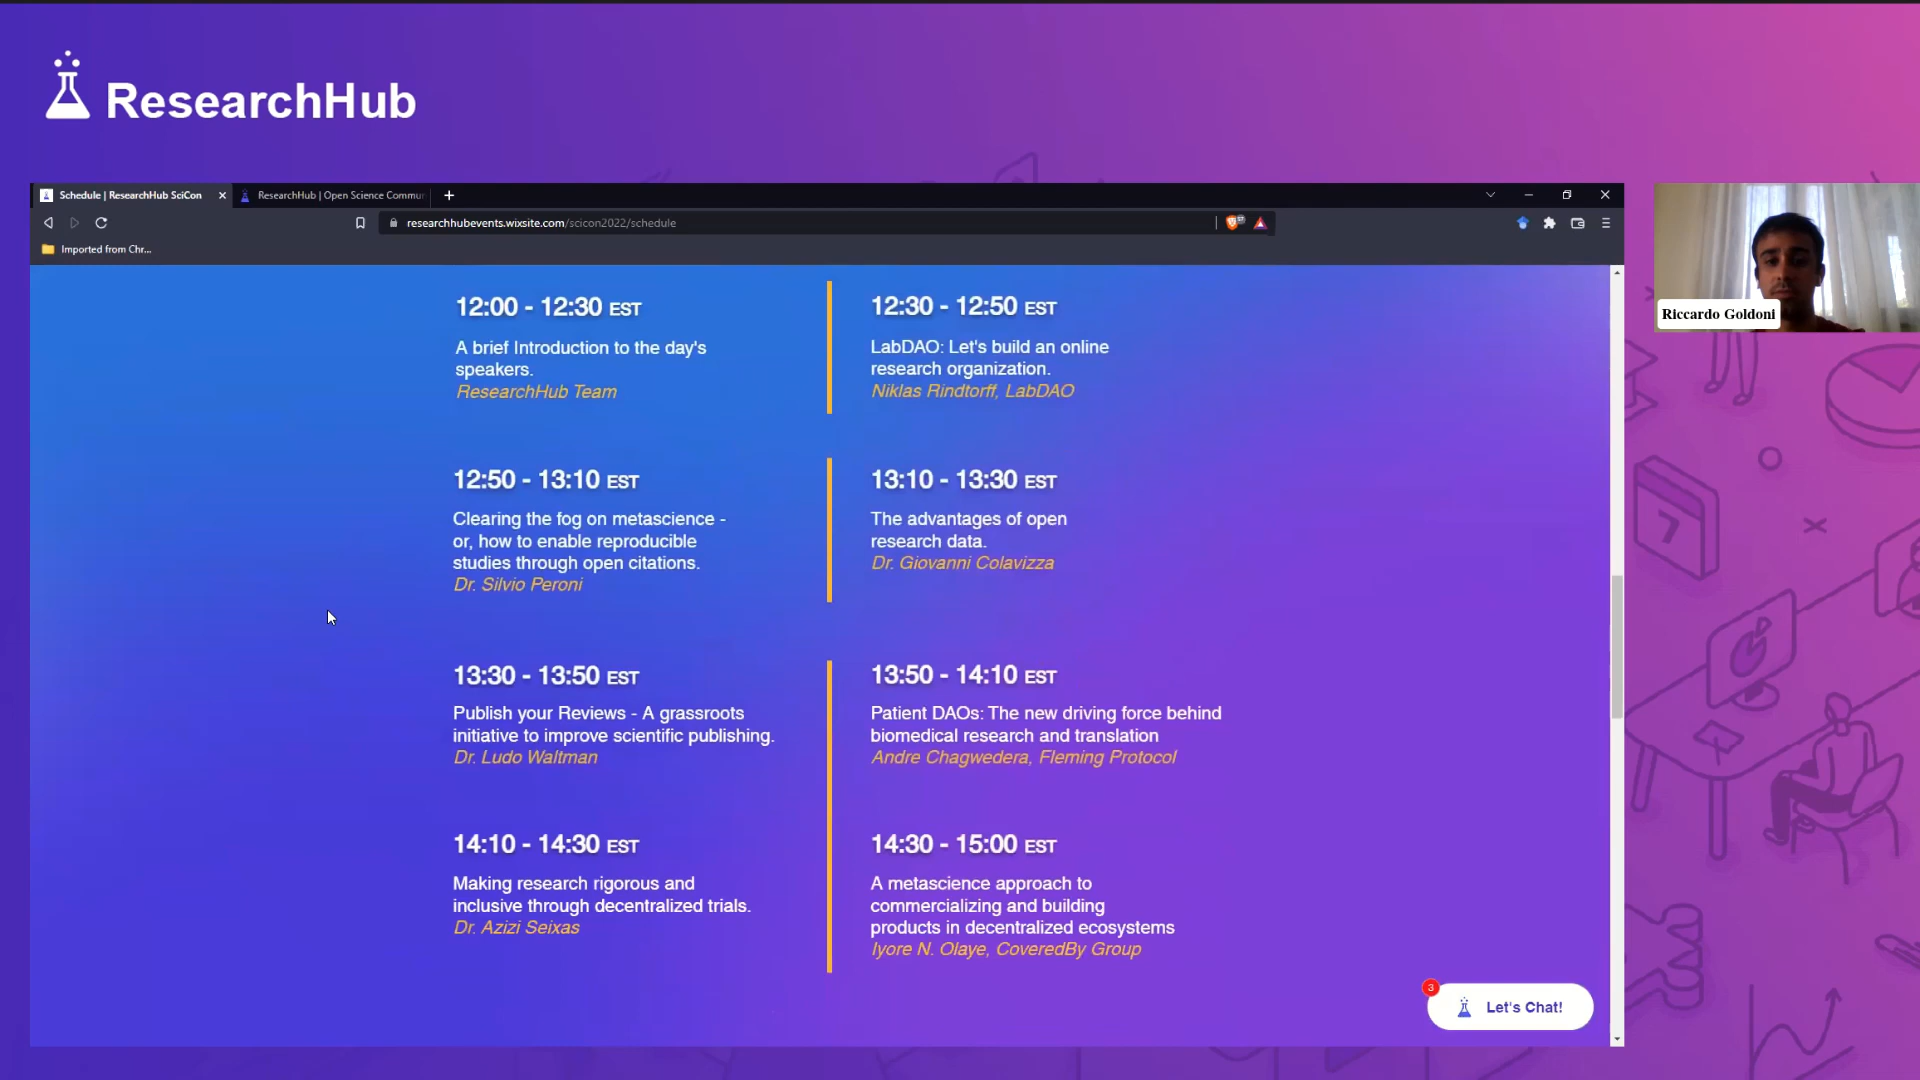 ResearchHub
Schedule | ResearchHub SciCon
ResearchHub | Open Science Commu
researchhubevents.wixsite.com/scicon2022/schedule
Imported from Chr...
Riccardo Goldoni
12:00 - 12:30 EST
A brief Introduction to the day's
speakers.
ResearchHub Team
12:30 - 12:50 EST
LabDAO: Let's build an online
research organization.
Niklas Rindtorff, LabDAO
12:50 - 13:10 EST
Clearing the fog on metascience -
or, how to enable reproducible
studies through open citations.
Dr. Silvio Peroni
13:10 - 13:30 EST
The advantages of open
research data.
Dr. Giovanni Colavizza
13:30 - 13:50 EST
Publish your Reviews - A grassroots
initiative to improve scientific publishing.
Dr. Ludo Waltman
13:50 - 14:10 EST
Patient DAOs: The new driving force behind
biomedical research and translation
Andre Chagwedera, Fleming Protocol
14:10 - 14:30 EST
Making research rigorous and
inclusive through decentralized trials.
Dr. Azizi Seixas
14:30 - 15:00 EST
A metascience approach to
commercializing and building
products in decentralized ecosystems
Iyore N. Olaye, CoveredBy Group
3
Let's Chat!
7